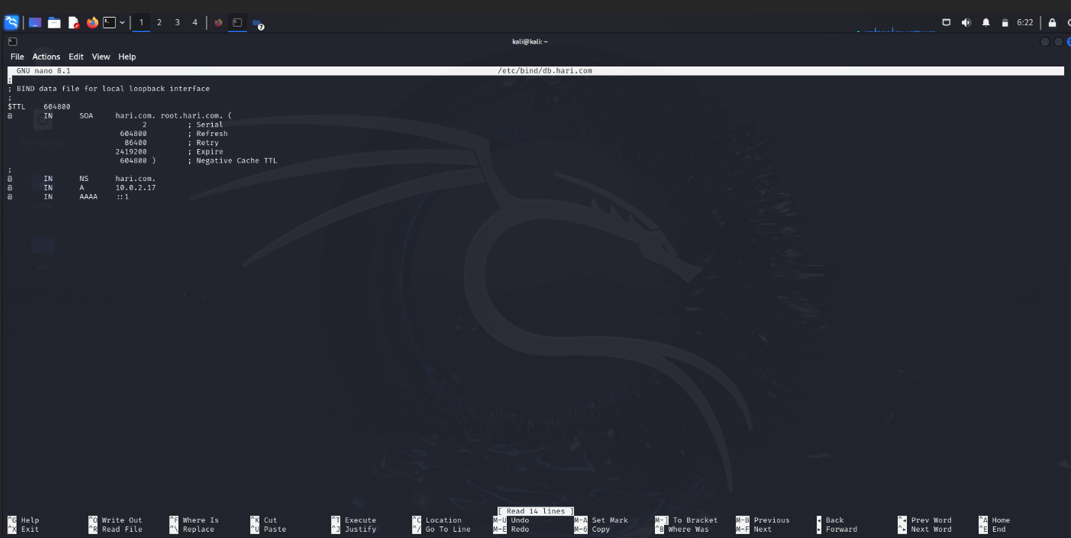 1 2 3 4 6:22
kali@kali: ~
File Actions Edit View Help
GNU nano 8.1 /etc/bind/db.hari.com
;
; BIND data file for local loopback interface
;
$TTL 604800
@ IN SOA hari.com. root.hari.com. (
2 ; Serial
604800 ; Refresh
86400 ; Retry
2419200 ; Expire
604800 ) ; Negative Cache TTL
;
@ IN NS hari.com.
@ IN A 10.0.2.17
@ IN AAAA ::1
[ Read 14 lines ]
^G Help ^O Write Out ^F Where Is ^K Cut ^T Execute ^C Location M-U Undo M-A Set Mark M-] To Bracket M-B Previous ◂ Back ^◂ Prev Word ^A Home
^X Exit ^R Read File ^\ Replace ^U Paste ^J Justify ^/ Go To Line M-E Redo M-6 Copy ^B Where Was M-F Next ▸ Forward ^▸ Next Word ^E End